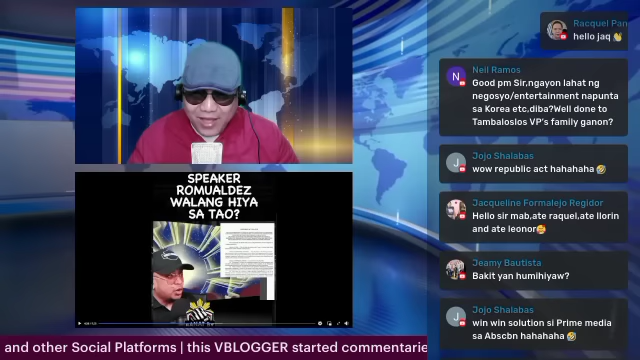 SPEAKER
ROMUALDEZ
WALANG HIYA
SA TAO?
and other Social Platforms | this VBLOGGER started commentarie
Racquel Pan
hello jaq 👋
Neil Ramos
Good pm Sir,ngayon lahat ng
negosyo/entertainment napunta
sa Korea etc,diba?Well done to
Tambaloslos VP's family ganon?
Jojo Shalabas
wow republic act hahahaha 🤣
Jacqueline Formalejo Regidor
Hello sir mab,ate raquel,ate llorin
and ate leonor🥰
Jeamy Bautista
Bakit yan humihiyaw?
Jojo Shalabas
win win solution si Prime media
sa Abscbn hahahaha 🤣